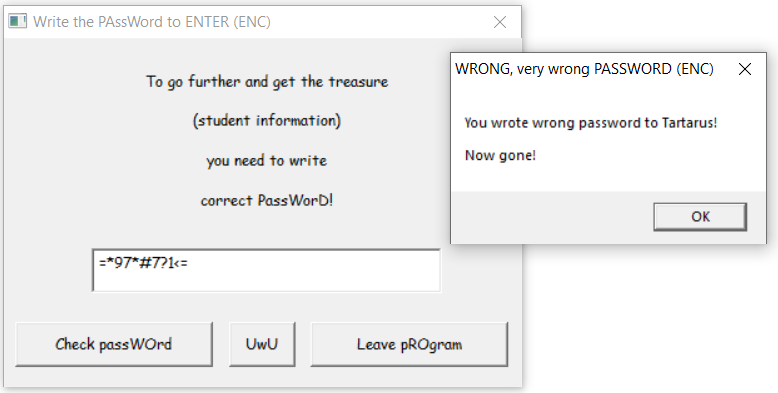 Write the PAssWord to ENTER (ENC)
To go further and get the treasure
(student information)
you need to write
correct PassWorD!
=*97*#7?1<=
Check passWOrd
UwU
Leave pROgram
WRONG, very wrong PASSWORD (ENC)
You wrote wrong password to Tartarus!
Now gone!
OK